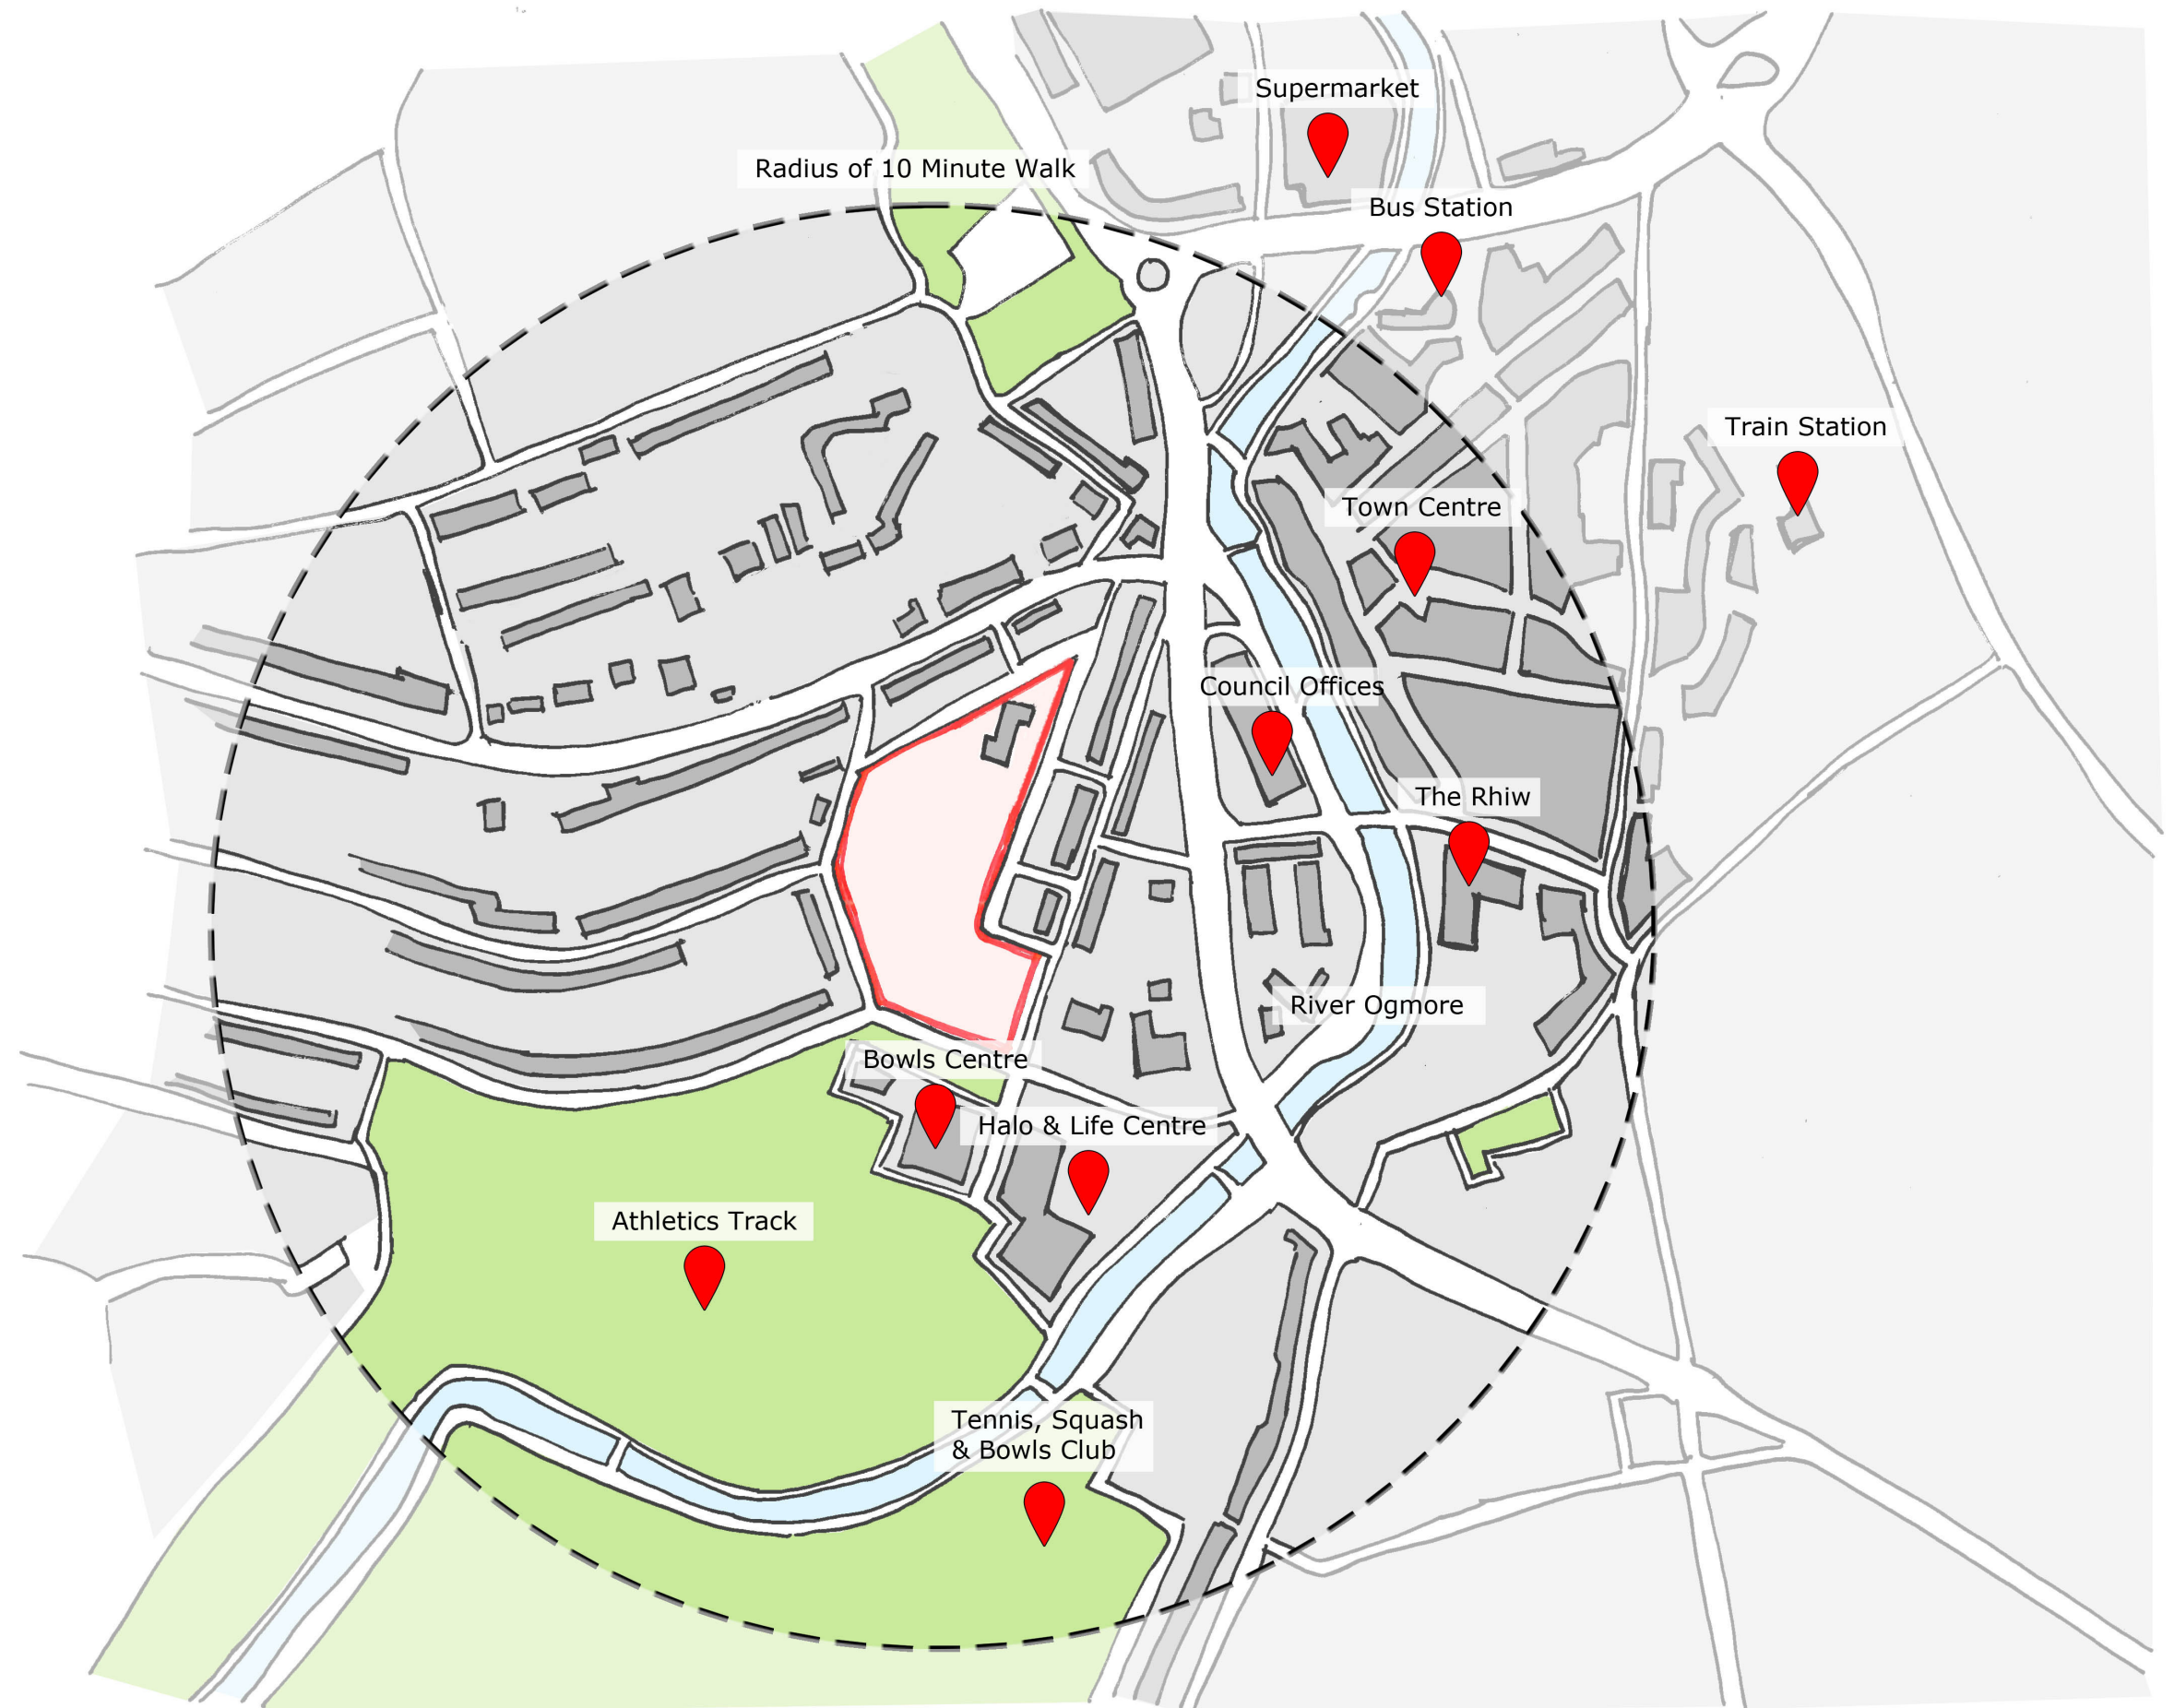 Supermarket
Radius of 10 Minute Walk
Bus Station
Train Station
Town Centre
Council Offices
The Rhiw
River Ogmore
Bowls Centre
Halo & Life Centre
Athletics Track
Tennis, Squash
& Bowls Club